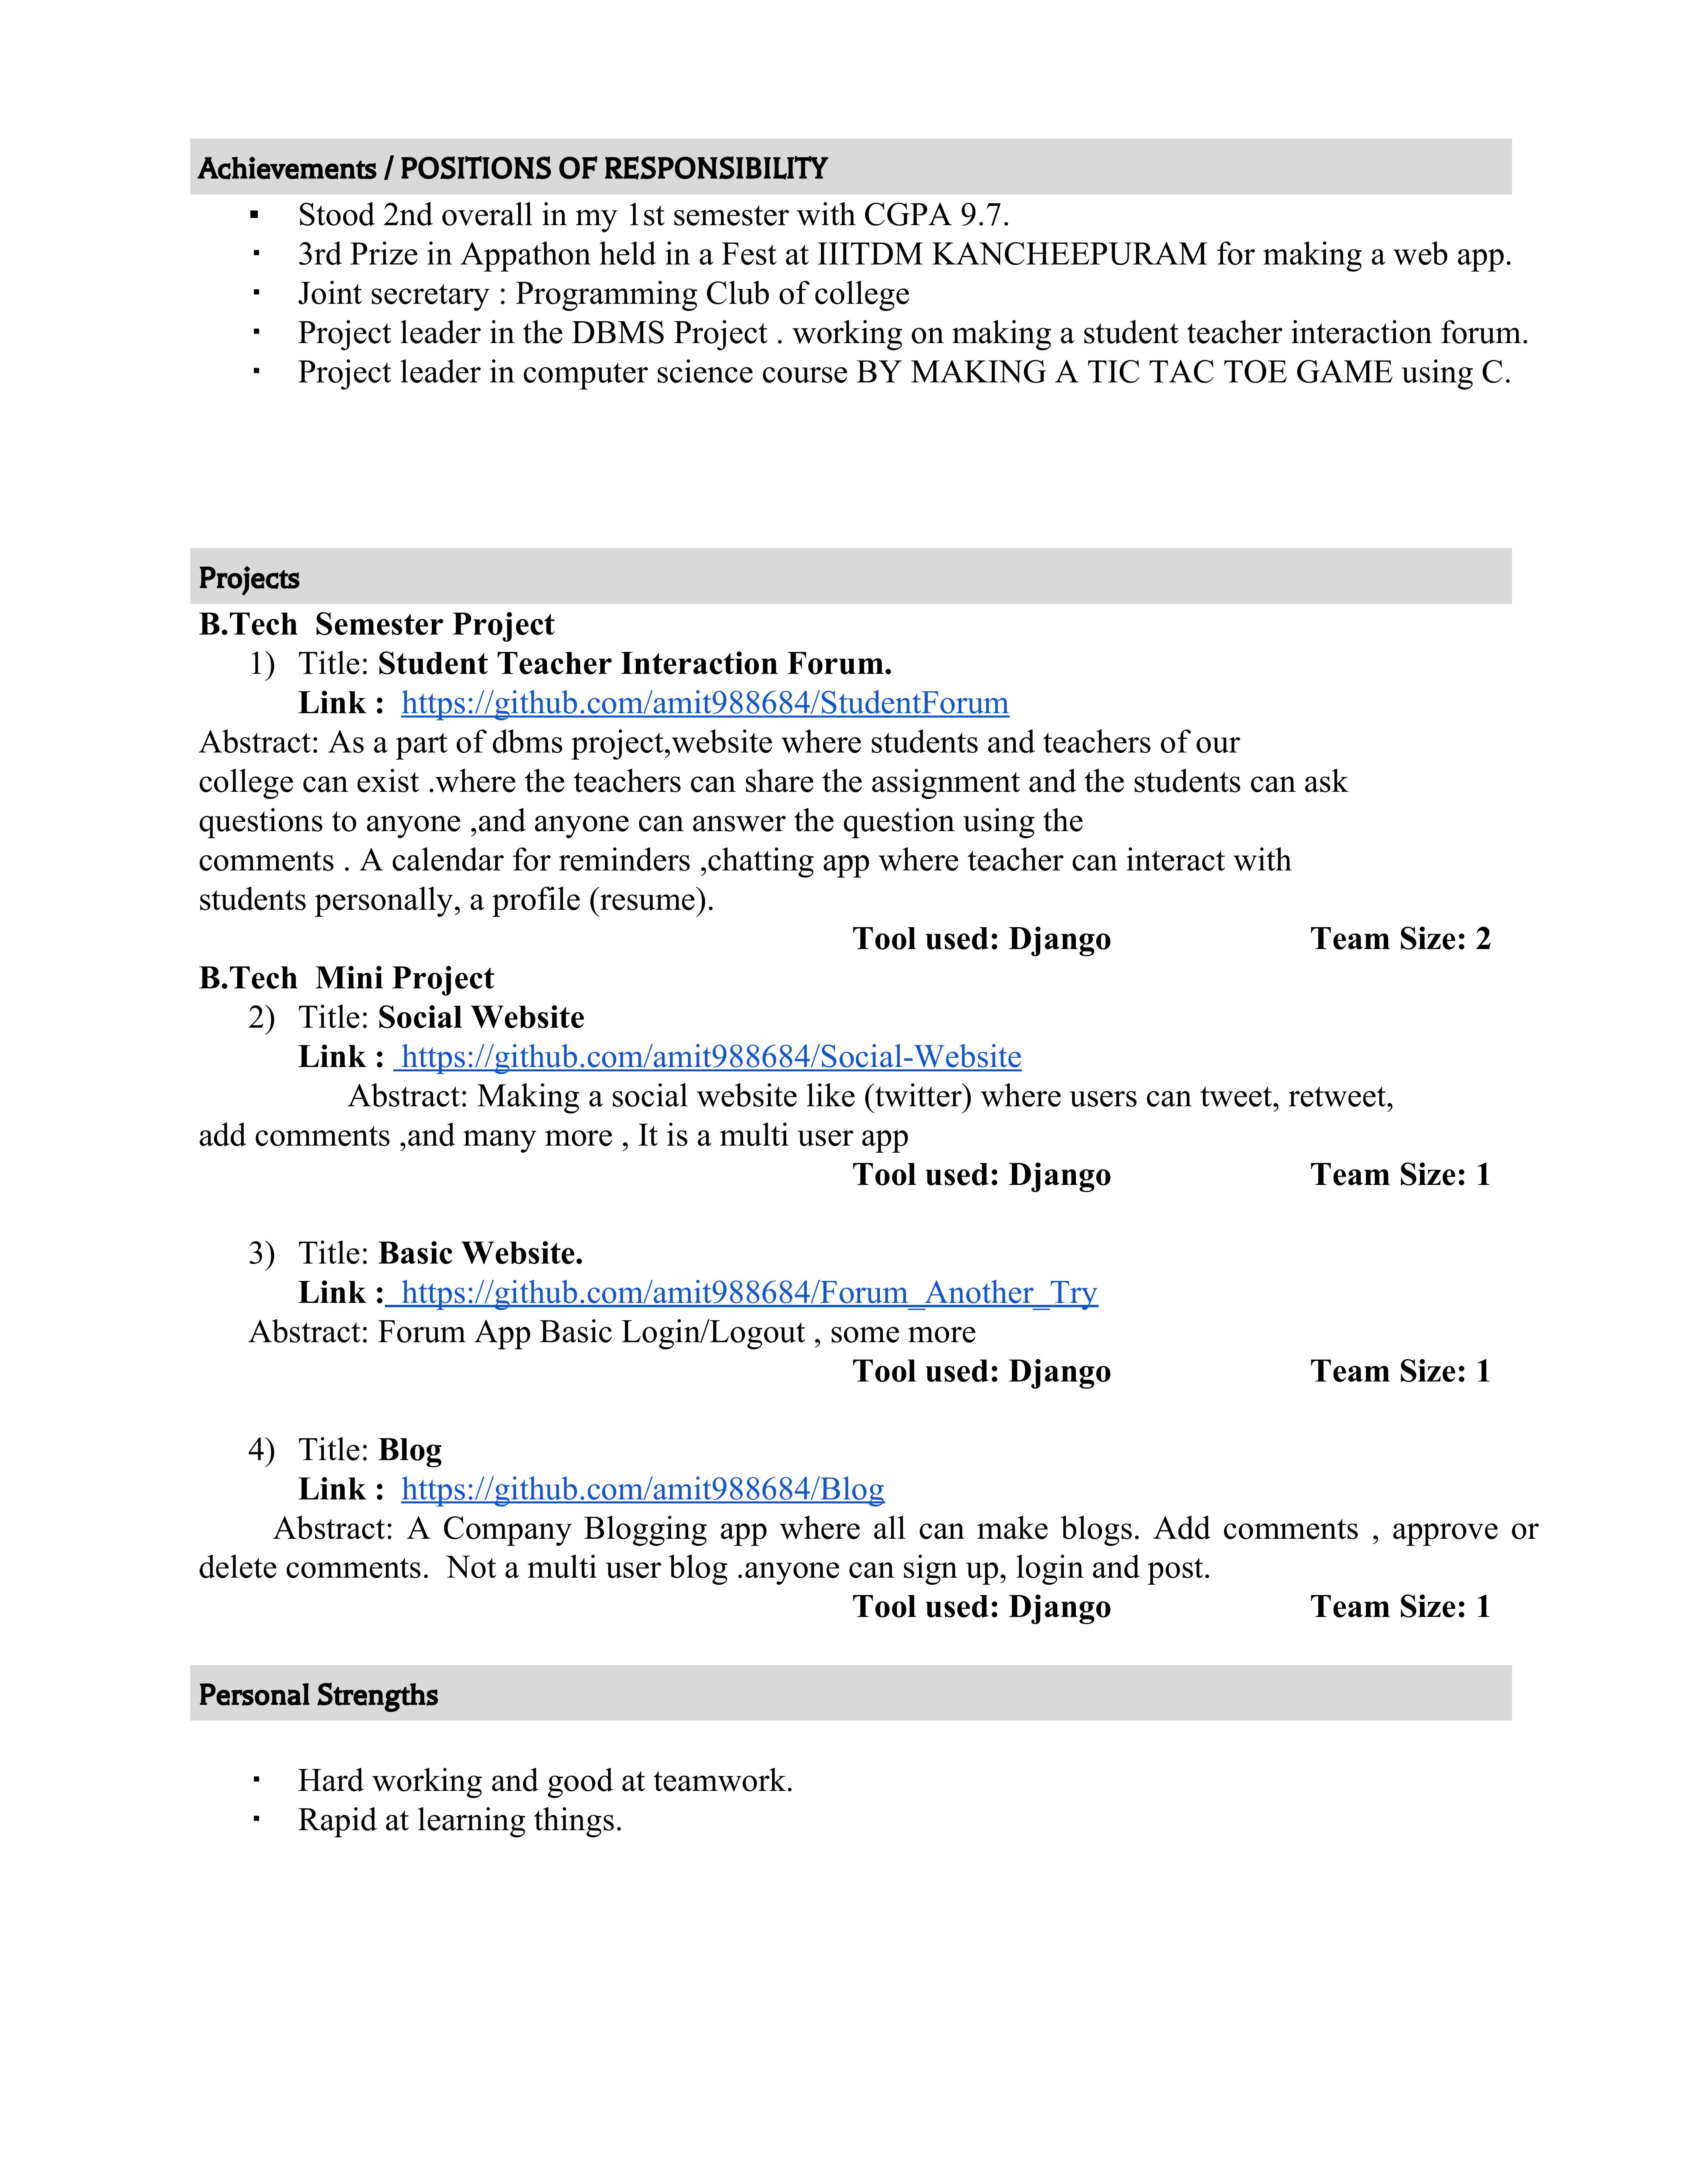 Achievements / POSITIONS OF RESPONSIBILITY
▪ Stood 2nd overall in my 1st semester with CGPA 9.7.
▪ 3rd Prize in Appathon held in a Fest at IIITDM KANCHEEPURAM for making a web app.
▪ Joint secretary : Programming Club of college
▪ Project leader in the DBMS Project . working on making a student teacher interaction forum.
▪ Project leader in computer science course BY MAKING A TIC TAC TOE GAME using C.
Projects
B.Tech Semester Project
1) Title: Student Teacher Interaction Forum.
Link : https://github.com/amit988684/StudentForum
Abstract: As a part of dbms project,website where students and teachers of our
college can exist .where the teachers can share the assignment and the students can ask
questions to anyone ,and anyone can answer the question using the
comments . A calendar for reminders ,chatting app where teacher can interact with
students personally, a profile (resume).
Tool used: Django Team Size: 2
B.Tech Mini Project
2) Title: Social Website
Link : https://github.com/amit988684/Social-Website
Abstract: Making a social website like (twitter) where users can tweet, retweet,
add comments ,and many more , It is a multi user app
Tool used: Django Team Size: 1
3) Title: Basic Website.
Link : https://github.com/amit988684/Forum_Another_Try
Abstract: Forum App Basic Login/Logout , some more
Tool used: Django Team Size: 1
4) Title: Blog
Link : https://github.com/amit988684/Blog
Abstract: A Company Blogging app where all can make blogs. Add comments , approve or
delete comments. Not a multi user blog .anyone can sign up, login and post.
Tool used: Django Team Size: 1
Personal Strengths
▪ Hard working and good at teamwork.
▪ Rapid at learning things.